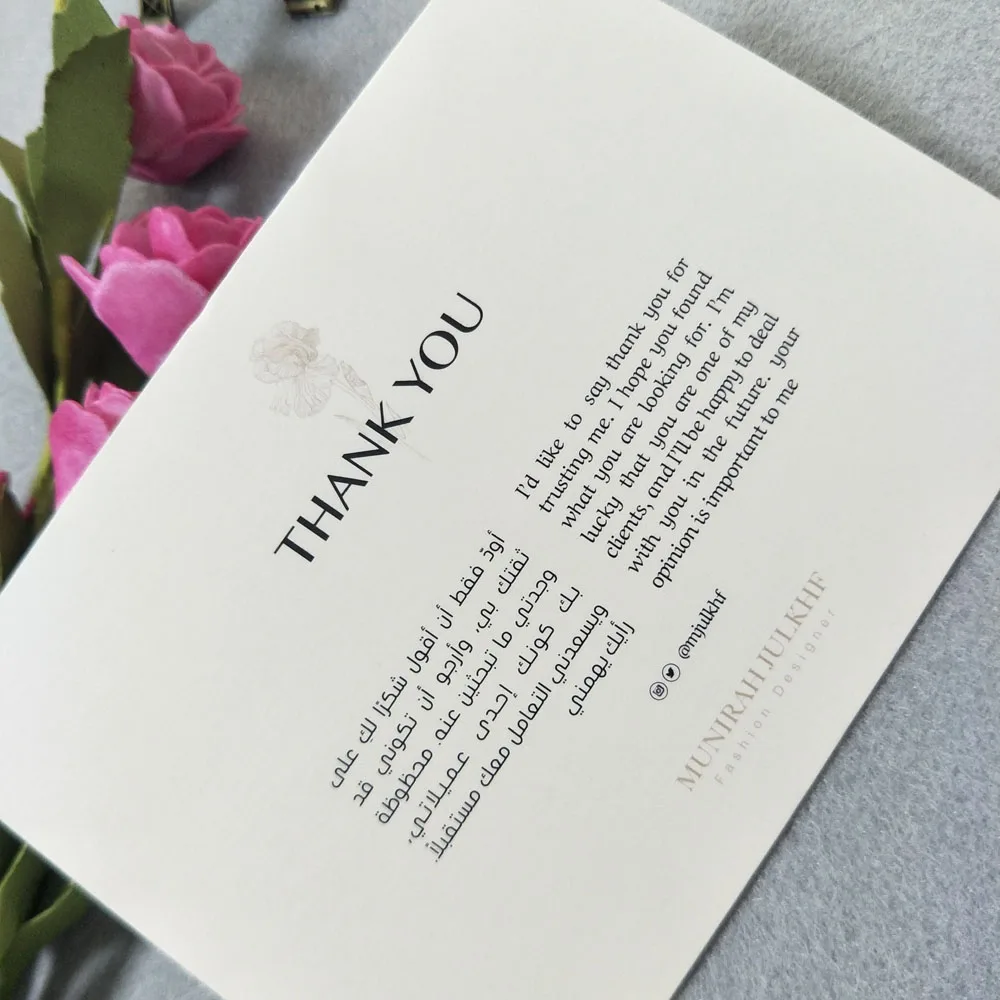 THANK YOU
I'd like to say thank you for
trusting me. I hope you found
what you are looking for. I'm
lucky that you are one of my
clients, and I'll be happy to deal
with you in the future. your
opinion is important to me
أودّ فقط أن أقول شكرًا لكِ على
ثقتك بي، وأرجو أن تكوني قد
وجدتي ما تبحثين عنه. محظوظة
بك كونك إحدى عميلاتي،
ويسعدني التعامل معك مستقبلاً.
رأيك يهمني
@mjulkhf
MUNIRAH JULKHF
Fashion Designer